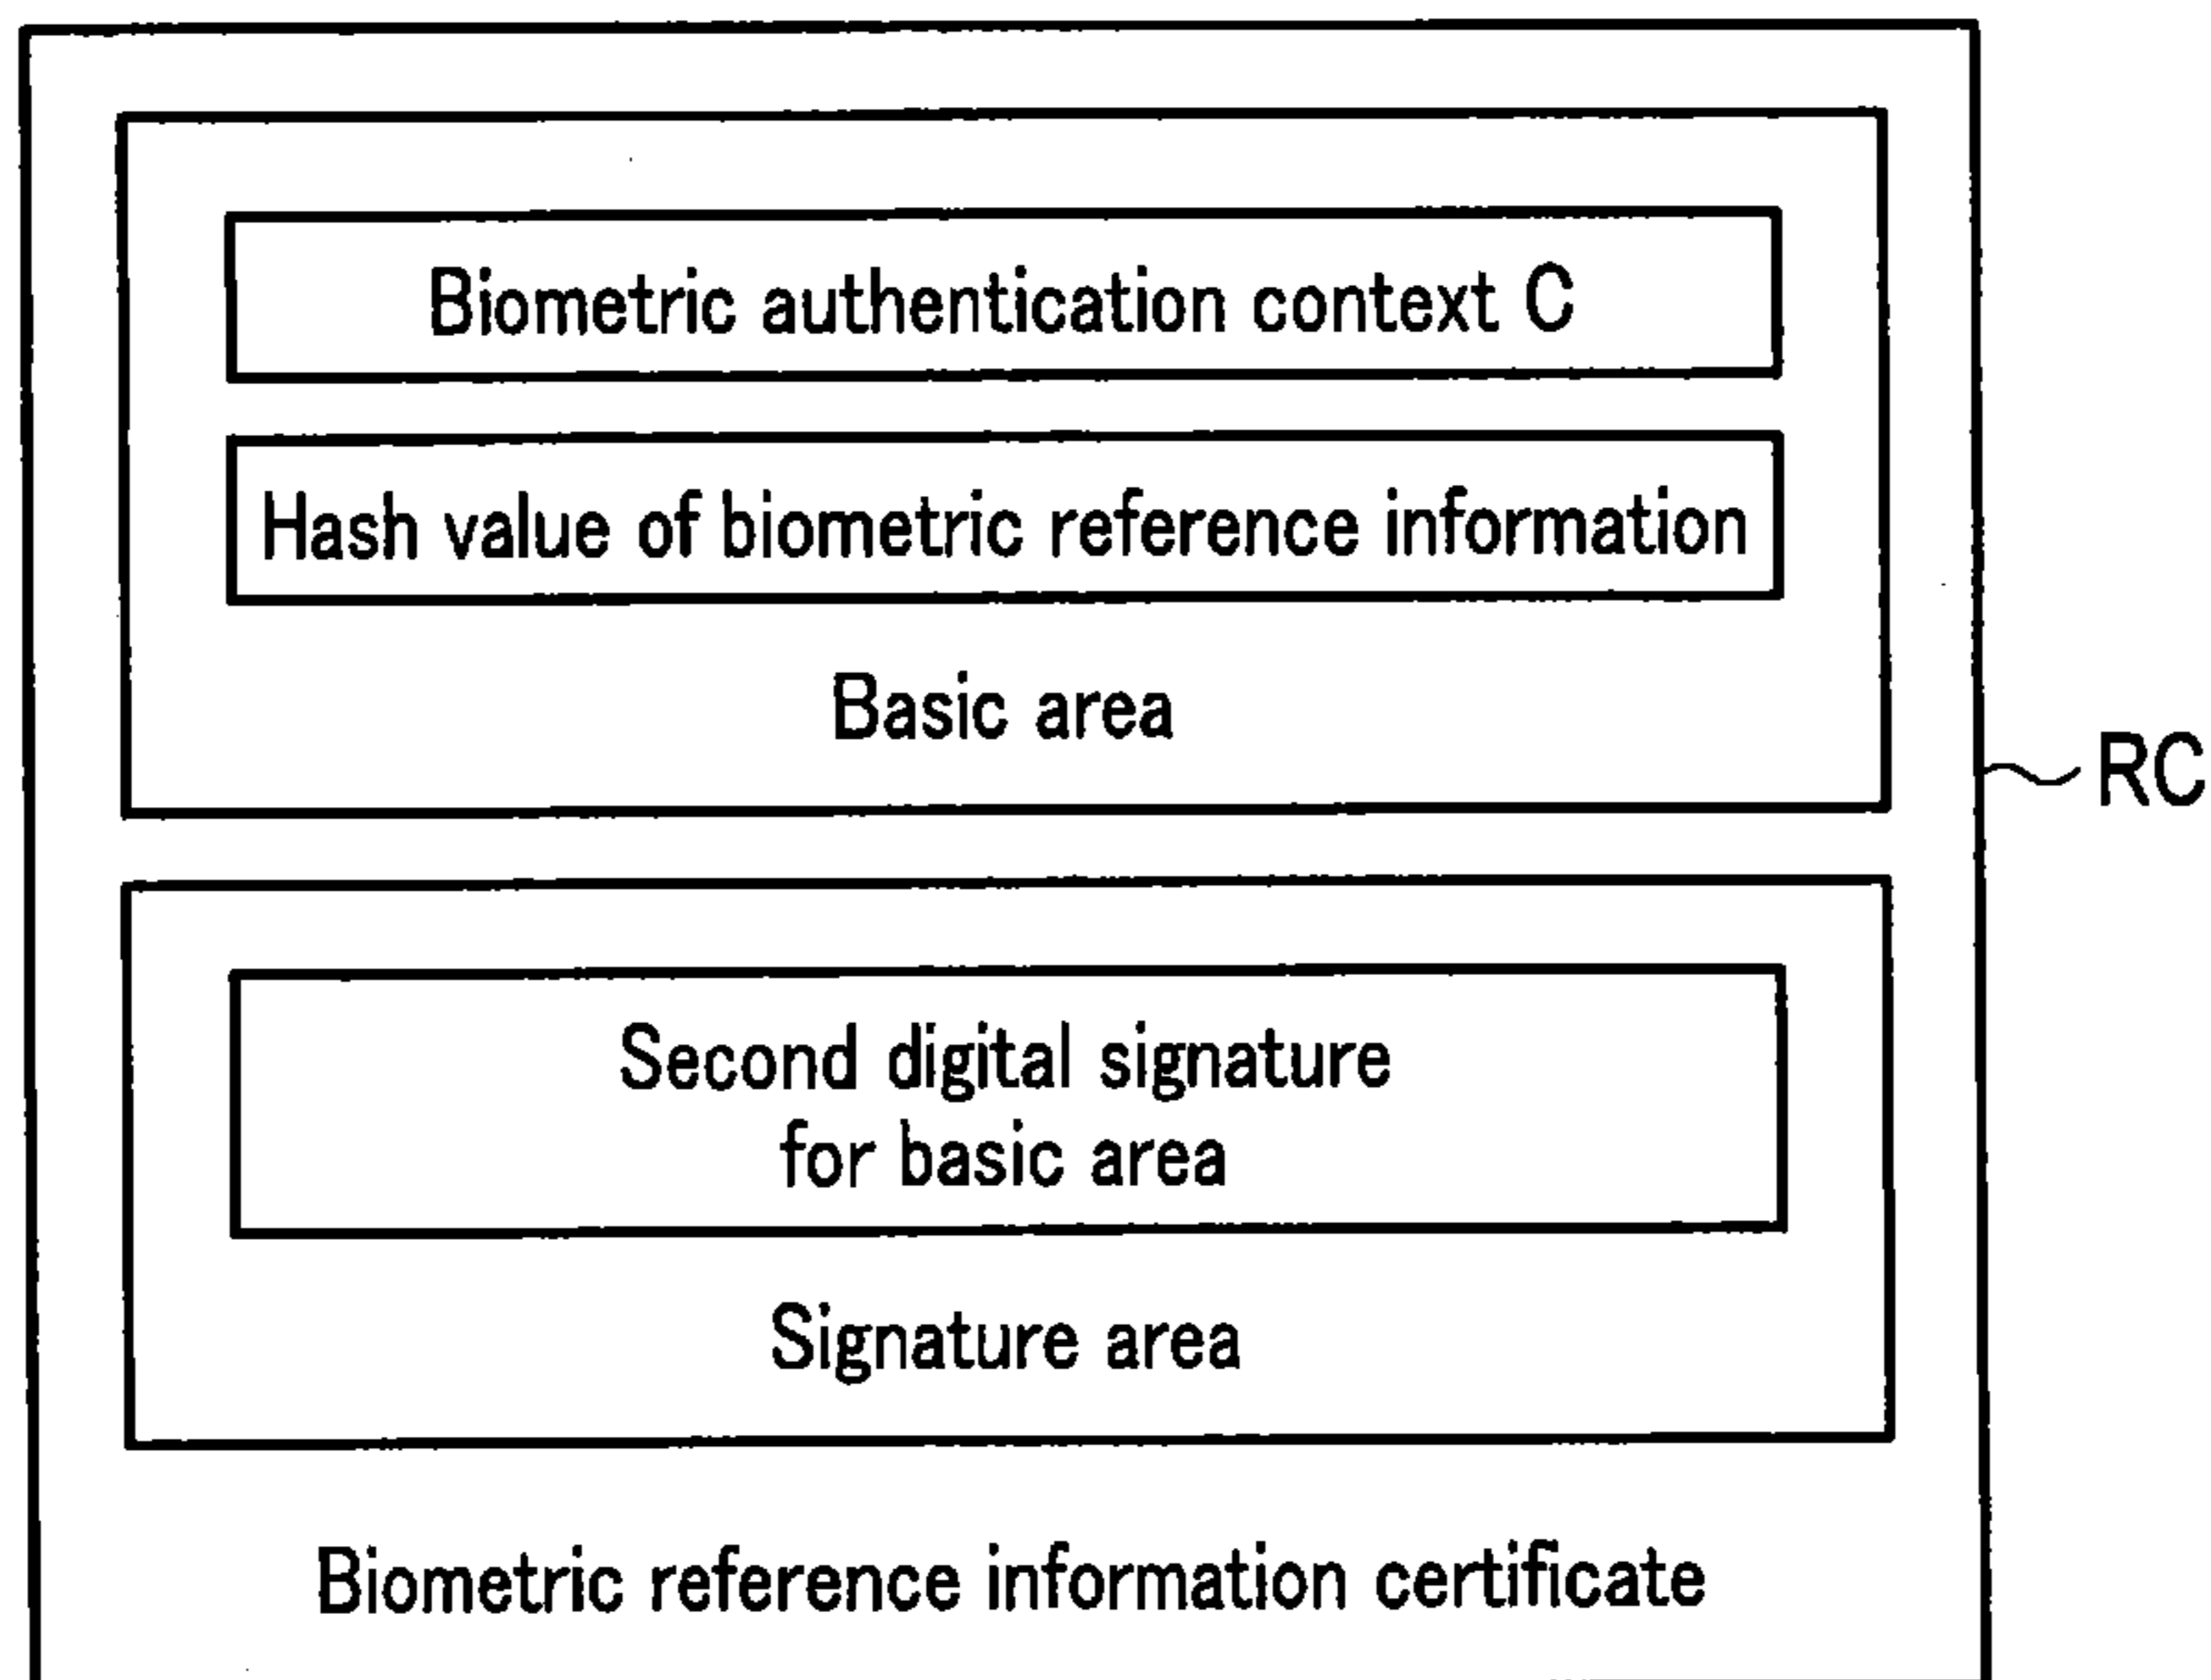 Biometric authentication context C
Hash value of biometric reference information
Basic area
RC
Second digital signature
for basic area
Signature area
Biometric reference information certificate